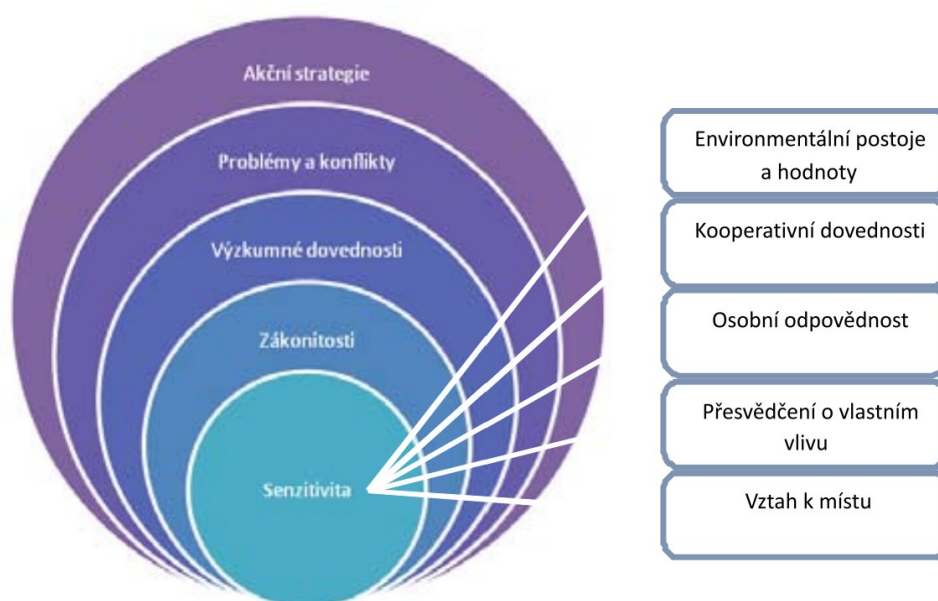 Akční strategie
Problémy a konflikty
Výzkumné dovednosti
Zákonitosti
Senzitivita
Environmentální postoje
a hodnoty
Kooperativní dovednosti
Osobní odpovědnost
Přesvědčení o vlastním
vlivu
Vztah k místu